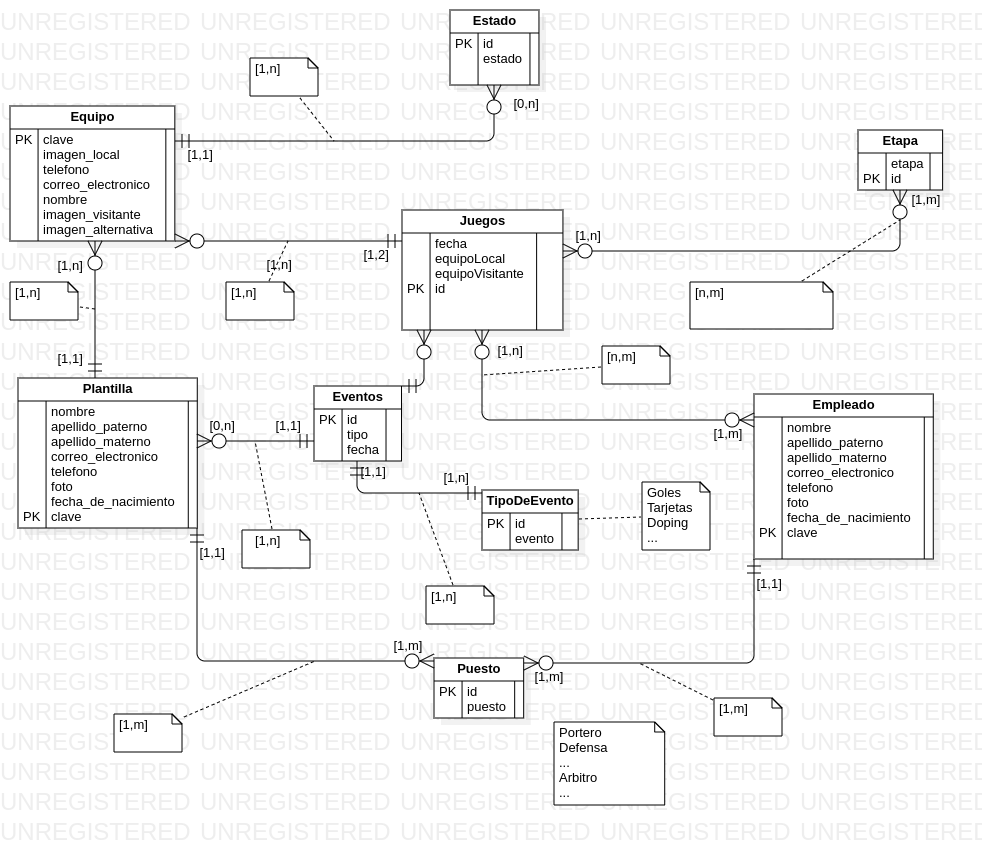 Estado
PK id
estado
[1,n]
[0,n]
Equipo
PK clave
imagen_local
telefono
correo_electronico
nombre
imagen_visitante
imagen_alternativa
[1,1]
Etapa
etapa
PK id
[1,m]
Juegos
fecha
equipoLocal
equipoVisitante
PK id
[1,n]
[1,2]
[1,n]
[1,n]
[1,n]
[1,n]
[n,m]
[1,1]
[1,n]
[n,m]
Plantilla
nombre
apellido_paterno
apellido_materno
correo_electronico
telefono
foto
fecha_de_nacimiento
PK clave
Eventos
PK id
tipo
fecha
[0,n]
[1,1]
[1,1]
[1,n]
Empleado
nombre
apellido_paterno
apellido_materno
correo_electronico
telefono
foto
fecha_de_nacimiento
PK clave
[1,m]
TipoDeEvento
PK id
evento
Goles
Tarjetas
Doping
...
[1,1]
[1,n]
[1,n]
[1,1]
[1,m]
Puesto
PK id
puesto
[1,m]
[1,m]
[1,m]
Portero
Defensa
...
Arbitro
...
UNREGISTERED